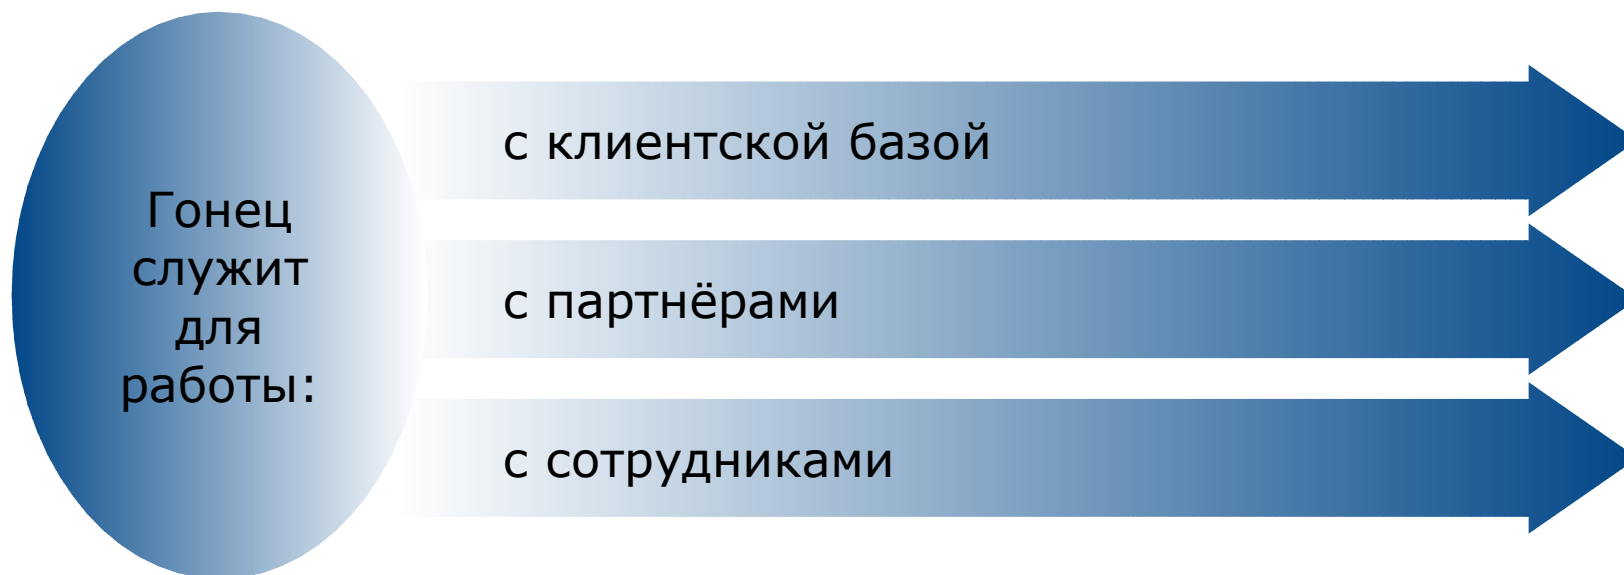 Гонец
служит
для
работы:
с клиентской базой
с партнёрами
с сотрудниками